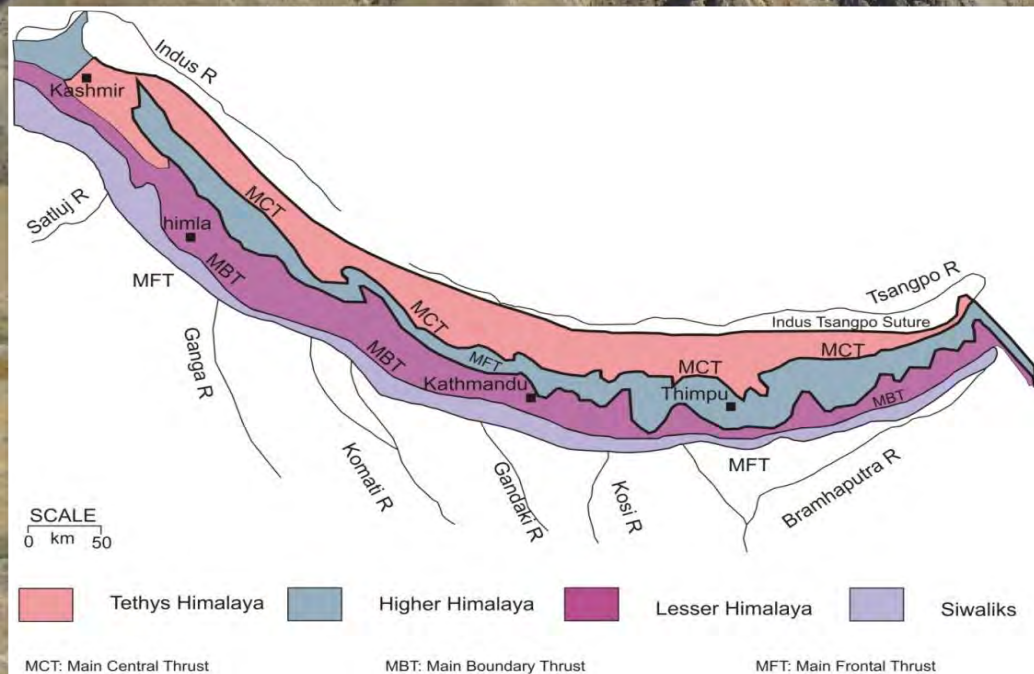 Indus R
Kashmir
Satluj R
himla
MCT
MFT
MBT
Ganga R
MCT
MBT
MFT
Kathmandu
Komati R
Gandaki R
Kosi R
Tsangpo R
Indus Tsangpo Suture
MCT
MCT
Thimpu
MBT
MFT
Bramhaputra R
SCALE
0 km 50
Tethys Himalaya Higher Himalaya Lesser Himalaya Siwaliks
MCT: Main Central Thrust MBT: Main Boundary Thrust MFT: Main Frontal Thrust